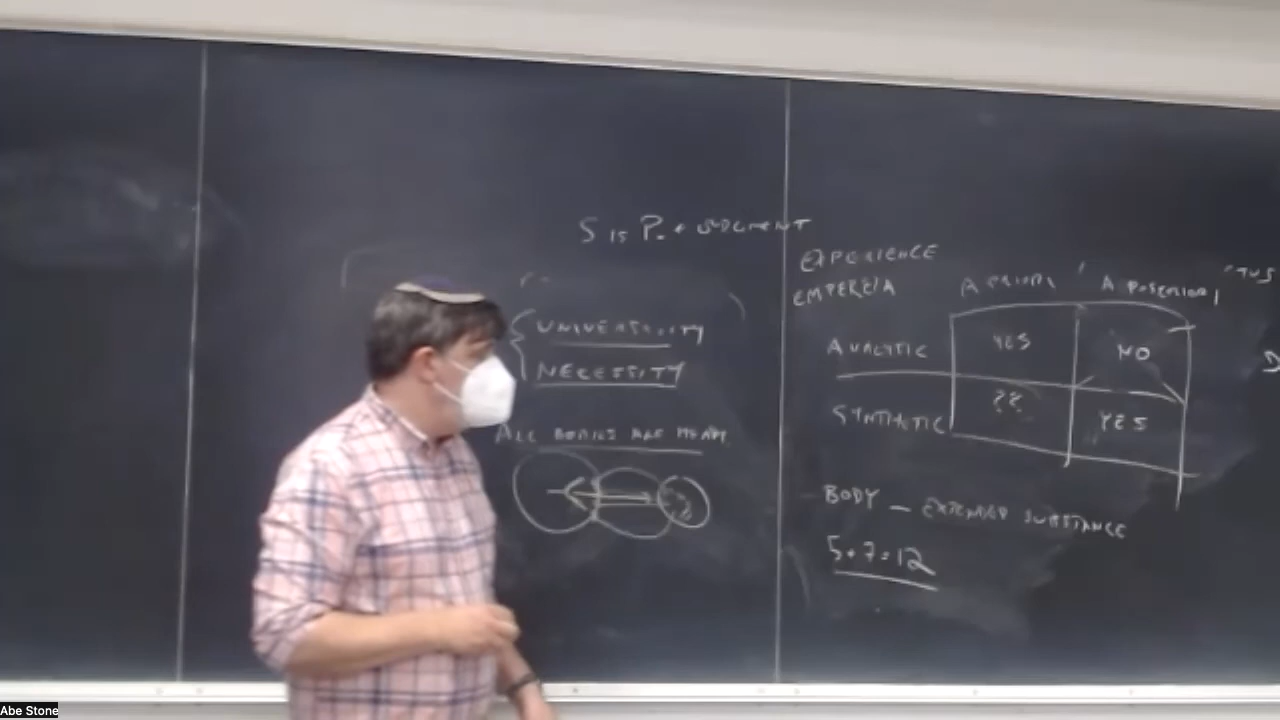 S IS P. JUDGMENT
UNIVERSALITY
NECESSITY
ALL BODIES ARE HEAVY
EXPERIENCE
EMPEREIA
A PRIORI A POSTERIORI
ANALYTIC YES NO
SYNTHETIC ?? YES
BODY — EXTENDED SUBSTANCE
5+7=12
Abe Stone